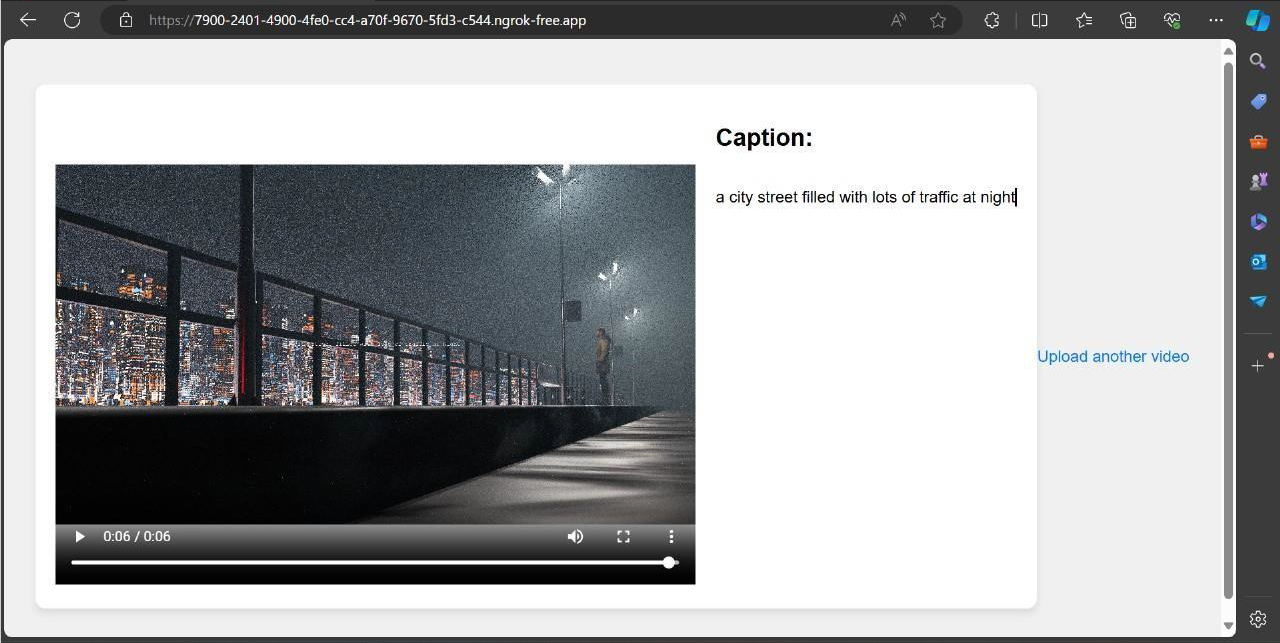 https://7900-2401-4900-4fe0-cc4-a70f-9670-5fd3-c544.ngrok-free.app
Caption:
a city street filled with lots of traffic at night
Upload another video
0:06 / 0:06